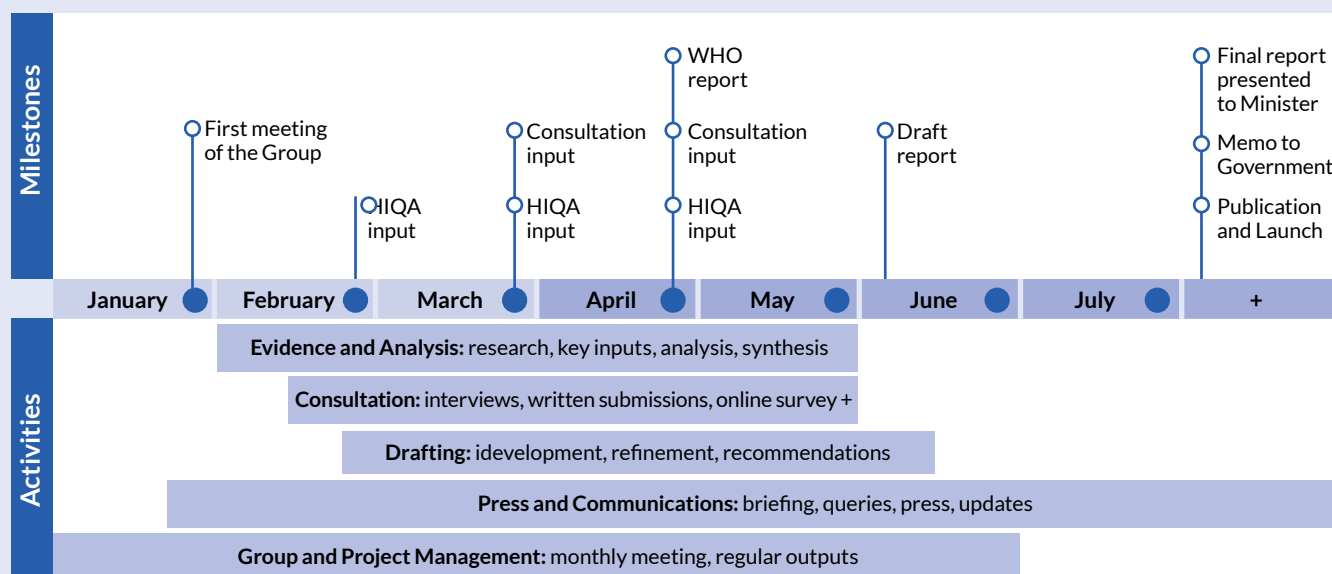 Milestones
WHO
report
Final report
presented
to Minister
First meeting
of the Group
Consultation
input
Consultation
input
Draft
report
Memo to
Government
HIQA
input
HIQA
input
HIQA
input
Publication
and Launch
January February March April May June July +
Activities
Evidence and Analysis: research, key inputs, analysis, synthesis
Consultation: interviews, written submissions, online survey +
Drafting: idevelopment, refinement, recommendations
Press and Communications: briefing, queries, press, updates
Group and Project Management: monthly meeting, regular outputs